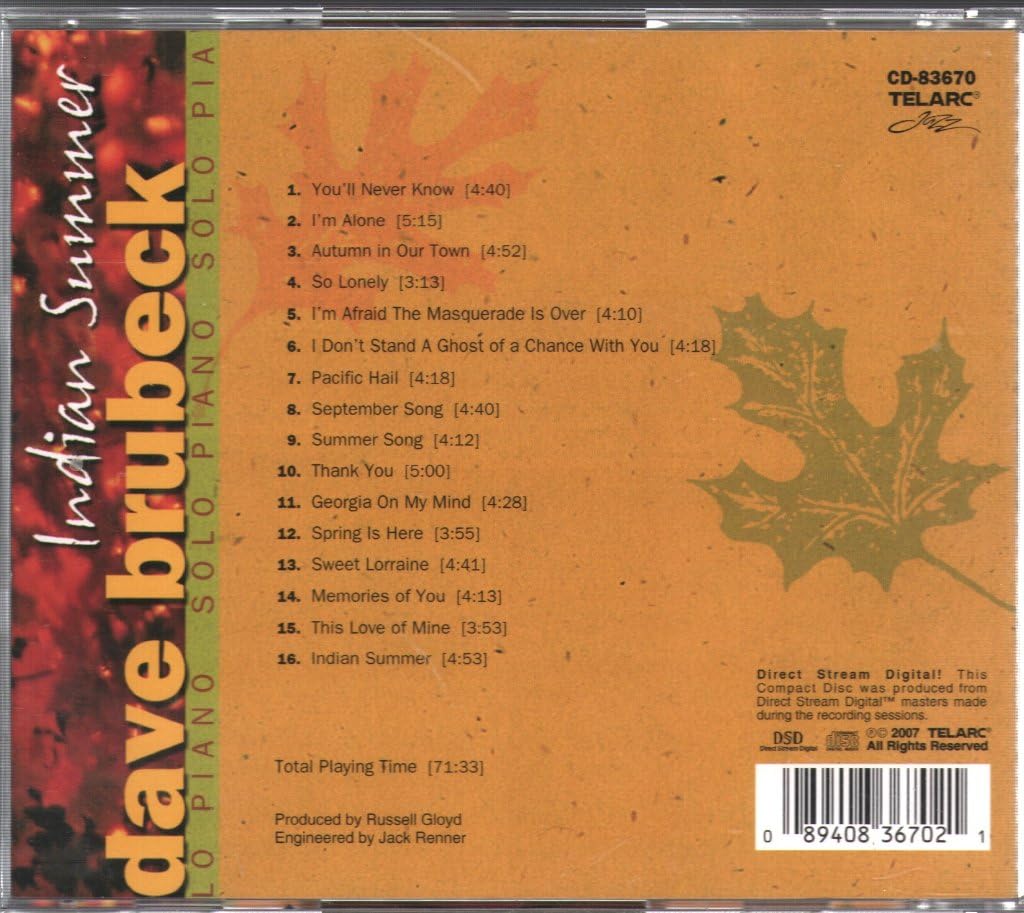 Indian Summer
dave brubeck
LO PIANO SOLO PIANO SOLO PIA
CD-83670
TELARC®
Jazz
1. You'll Never Know [4:40]
2. I'm Alone [5:15]
3. Autumn in Our Town [4:52]
4. So Lonely [3:13]
5. I'm Afraid The Masquerade Is Over [4:10]
6. I Don't Stand A Ghost of a Chance With You [4:18]
7. Pacific Hail [4:18]
8. September Song [4:40]
9. Summer Song [4:12]
10. Thank You [5:00]
11. Georgia On My Mind [4:28]
12. Spring Is Here [3:55]
13. Sweet Lorraine [4:41]
14. Memories of You [4:13]
15. This Love of Mine [3:53]
16. Indian Summer [4:53]
Total Playing Time [71:33]
Produced by Russell Gloyd
Engineered by Jack Renner
Direct Stream Digital! This
Compact Disc was produced from
Direct Stream Digital™ masters made
during the recording sessions.
DSD
Direct Stream Digital
℗© 2007 TELARC®
All Rights Reserved
0 89408 36702 1